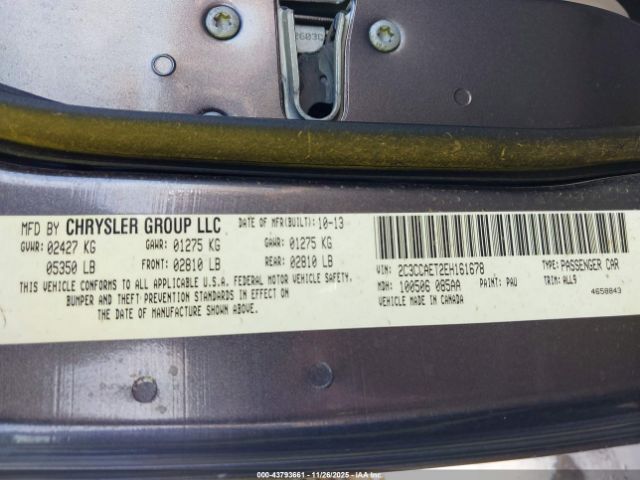 2603C
MFD BY CHRYSLER GROUP LLC DATE OF MFR(BUILT): 10-13
GVWR: 02427 KG GAWR: 01275 KG GAWR: 01275 KG
05350 LB FRONT: 02810 LB REAR: 02810 LB
THIS VEHICLE CONFORMS TO ALL APPLICABLE U.S.A. FEDERAL MOTOR VEHICLE SAFETY,
BUMPER AND THEFT PREVENTION STANDARDS IN EFFECT ON
THE DATE OF MANUFACTURE SHOWN ABOVE.
VIN: 2C3CCAET2EH161678 TYPE: PASSENGER CAR
MDH: 100506 085AA PAINT: PAU TRIM: ALL9
VEHICLE MADE IN CANADA 4658843
000-43793661 | 11/26/2025 | IAA Inc.